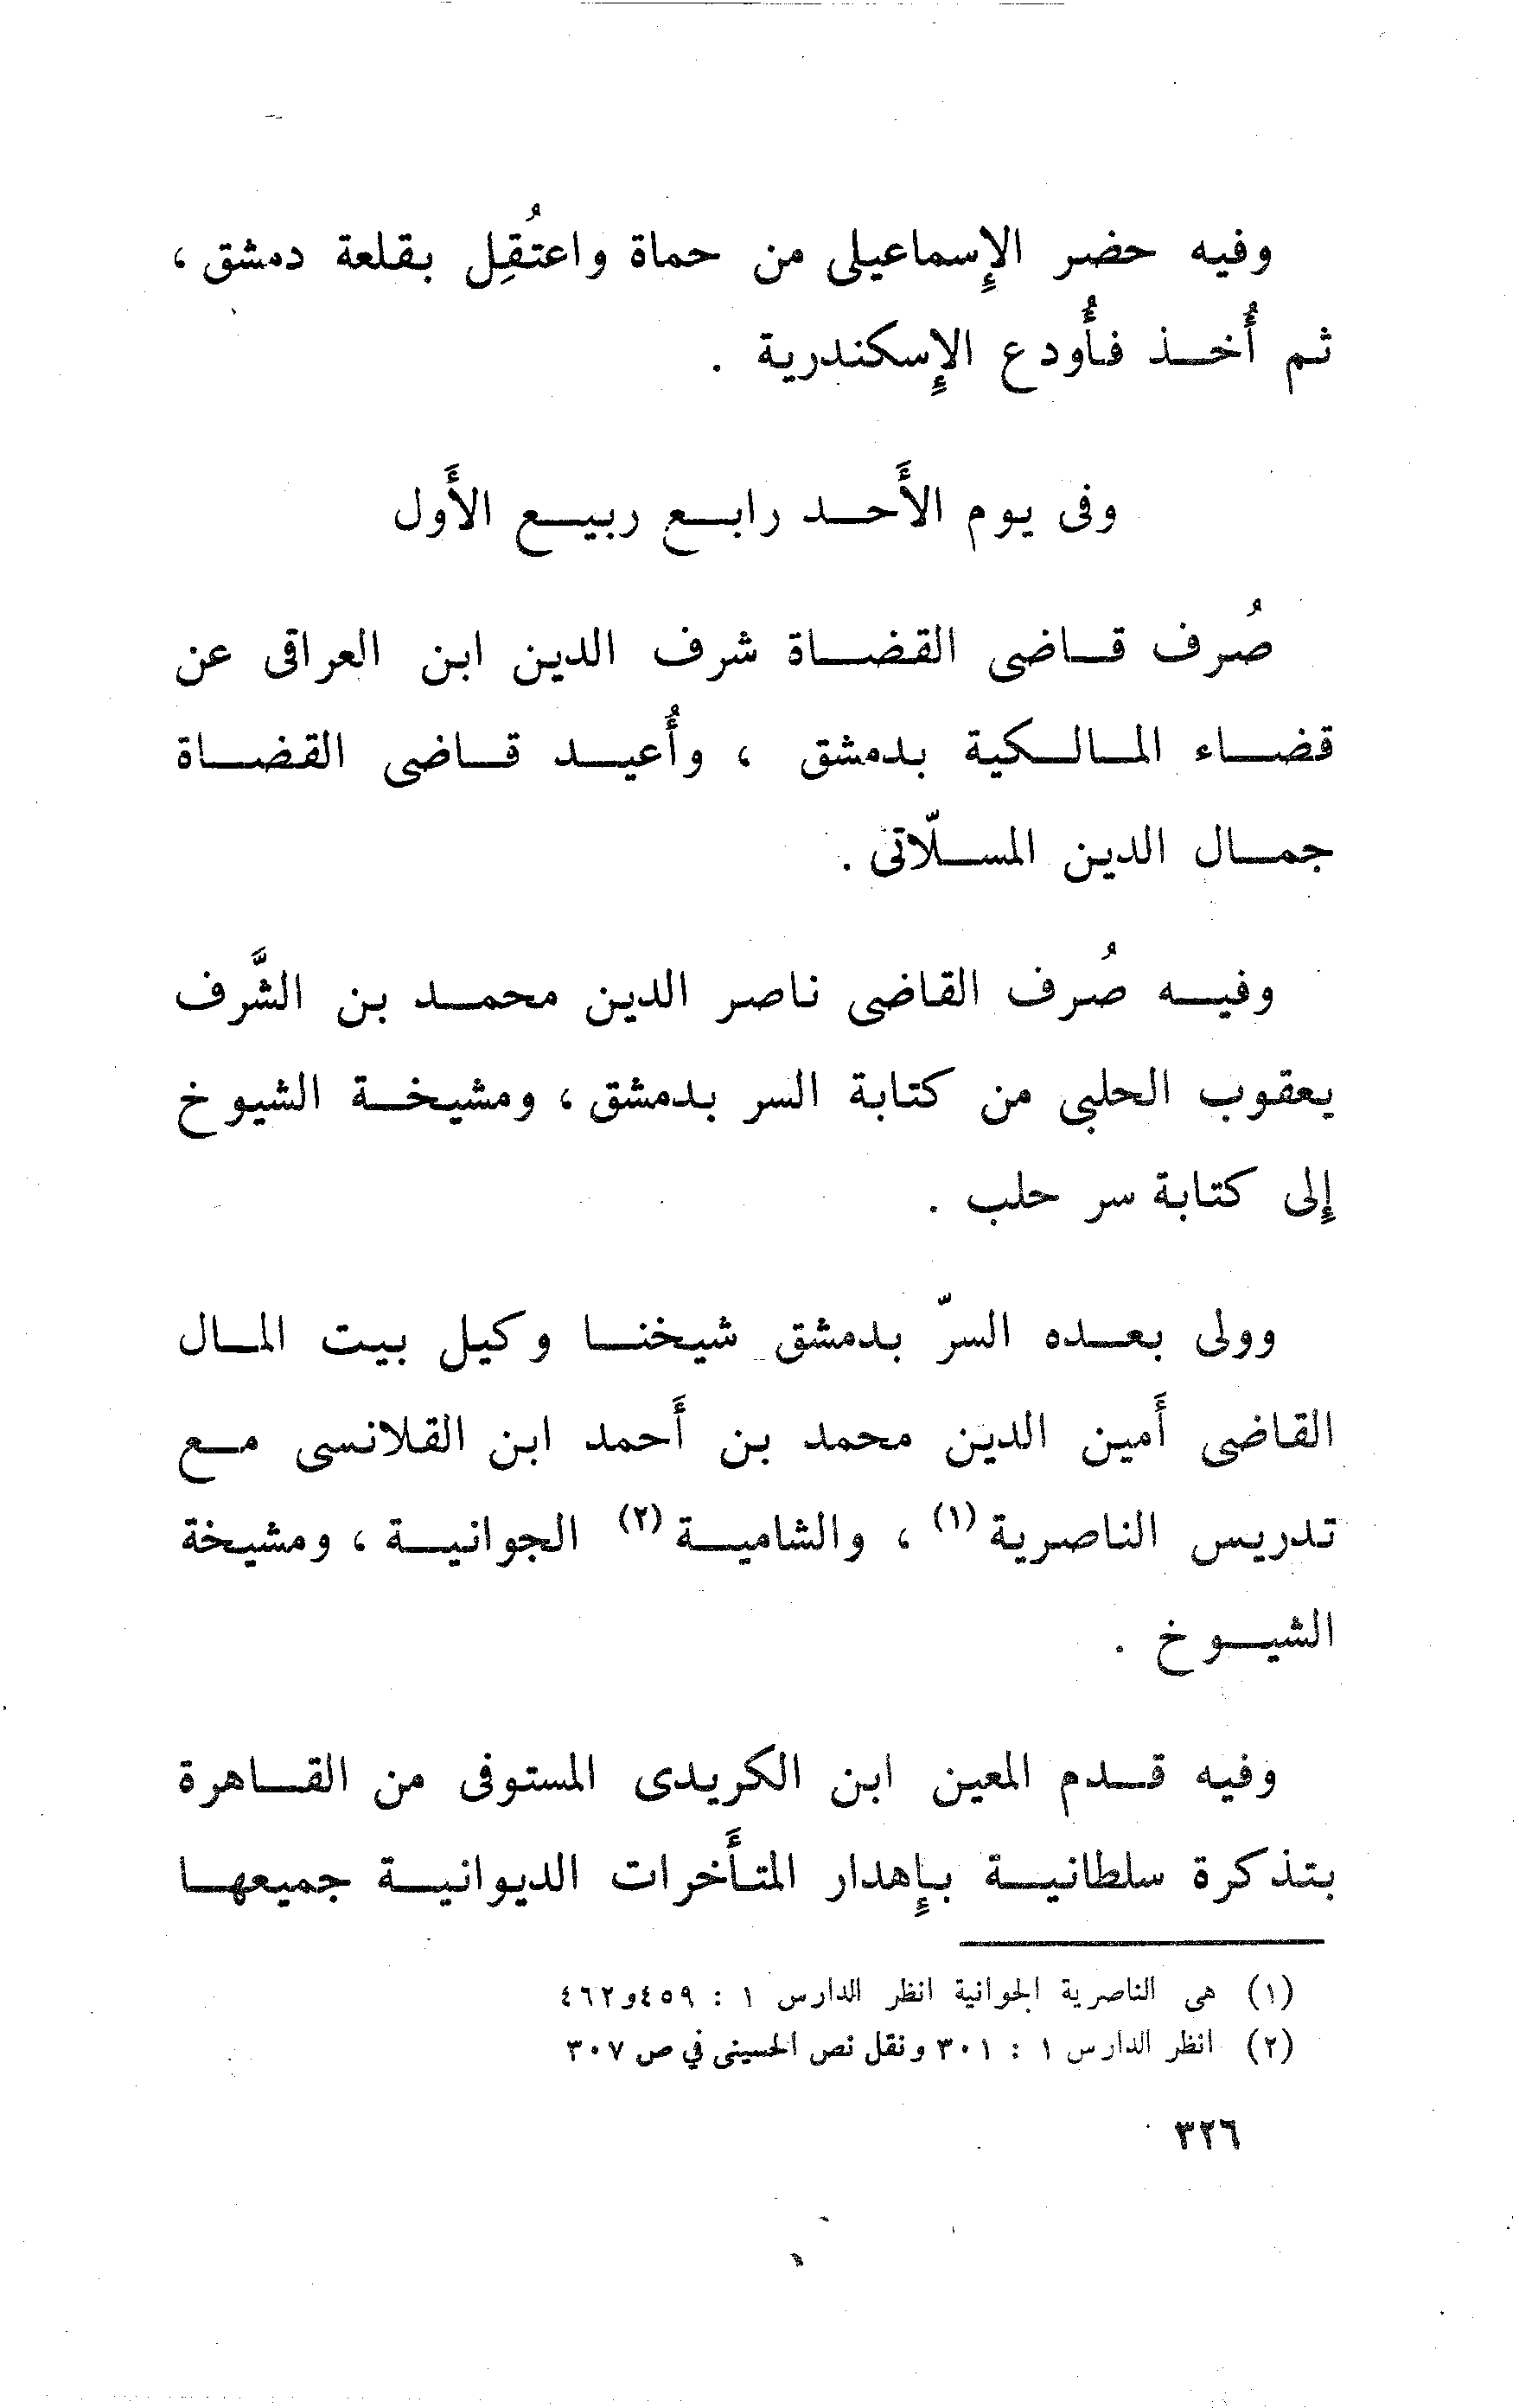 وفيه حضر الإسماعيلى من حماة واعتُقِل بقلعة دمشق ،
ثم أُخذ فأُودع الإسكندرية .
وفى يوم الأَحد رابع ربيع الأَول
صُرف قاضى القضاة شرف الدين ابن العراقى عن
قضاء المالكية بدمشق ، وأُعيد قاضى القضاة
جمال الدين المسلّاتى .
وفيه صُرف القاضى ناصر الدين محمد بن الشَّرف
يعقوب الحلبى من كتابة السر بدمشق ، ومشيخة الشيوخ
إلى كتابة سر حلب .
وولى بعده السرّ بدمشق شيخنا وكيل بيت المال
القاضى أَمين الدين محمد بن أَحمد ابن القلانسى مع
تدريس الناصرية (١) ، والشامية (٢) الجوانية ، ومشيخة
الشيوخ .
وفيه قدم المعين ابن الكريدى المستوفى من القاهرة
بتذكرة سلطانية بإهدار المتأَخرات الديوانية جميعها
(١) هى الناصرية الجوانية انظر الدارس ١ : ٤٥٩و٤٦٢
(٢) انظر الدارس ١ : ٣٠١ ونقل نص الحسينى في ص ٣٠٧
٣٢٦